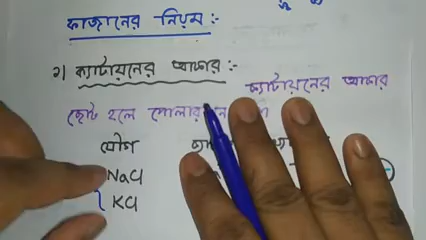 ফাজানের নিয়ম:-
১) ক্যাটায়নের আকার :-
ক্যাটায়নের আকার
ছোট হলে
যৌগ
NaCl
KCl